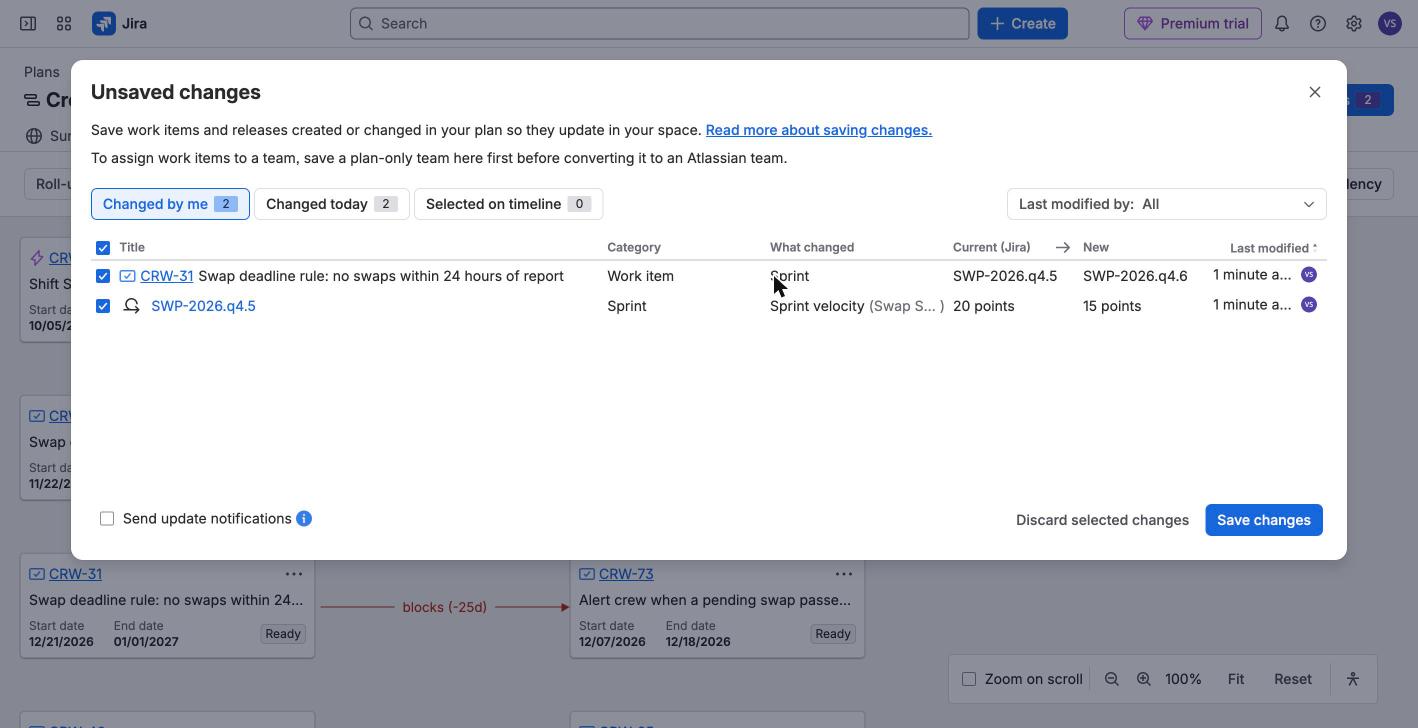 Jira
Search
Create
Premium trial
VS
Plans
Unsaved changes
Save work items and releases created or changed in your plan so they update in your space. Read more about saving changes.
To assign work items to a team, save a plan-only team here first before converting it to an Atlassian team.
2
Roll-u
Changed by me 2
Changed today 2
Selected on timeline 0
Last modified by: All
Title Category What changed Current (Jira) → New Last modified
CRW-31 Swap deadline rule: no swaps within 24 hours of report Work item Sprint SWP-2026.q4.5 SWP-2026.q4.6 1 minute a... VS
SWP-2026.q4.5 Sprint Sprint velocity (Swap S... ) 20 points 15 points 1 minute a... VS
Shift S
Start da
10/05/2
Swap
Start da
11/22/2
Send update notifications
Discard selected changes
Save changes
CRW-31
Swap deadline rule: no swaps within 24...
Start date End date
12/21/2026 01/01/2027 Ready
blocks (-25d)
CRW-73
Alert crew when a pending swap passe...
Start date End date
12/07/2026 12/18/2026 Ready
Zoom on scroll
100%
Fit
Reset